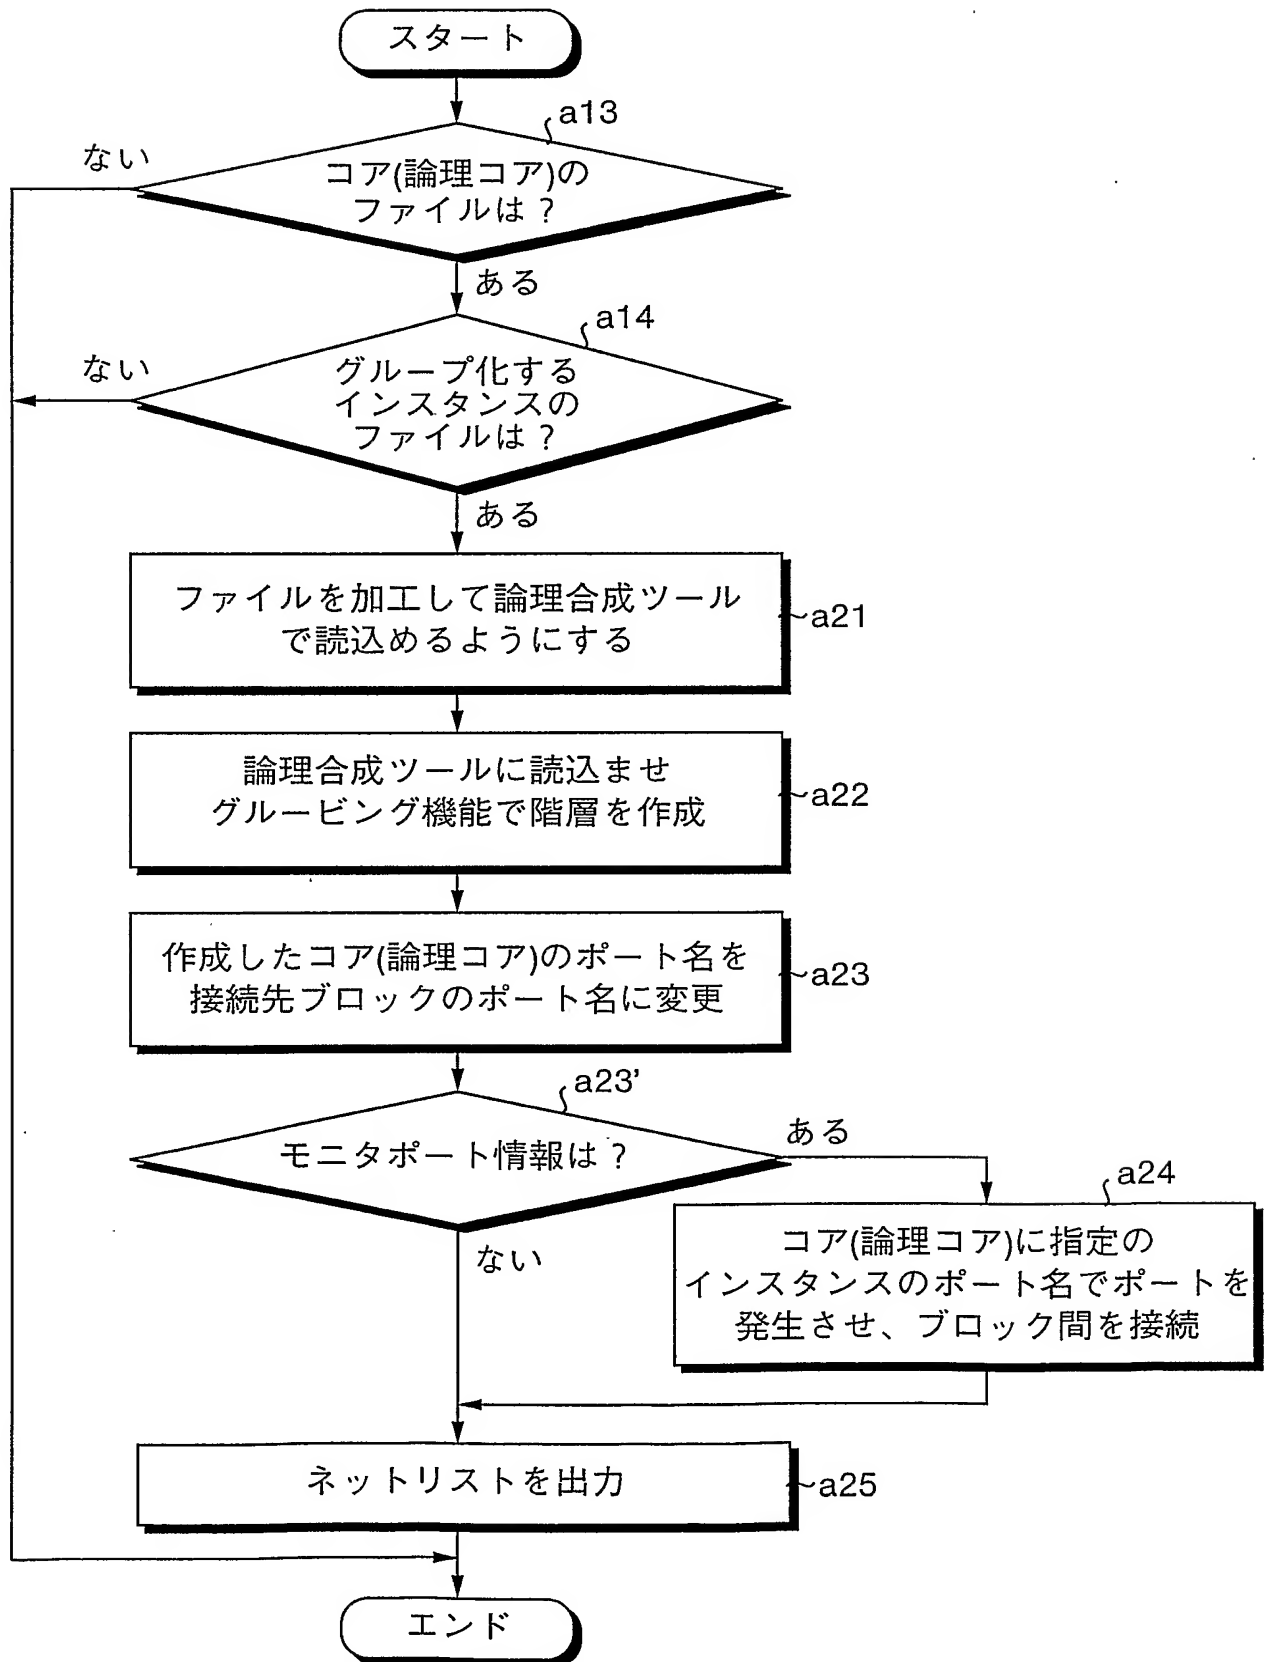 スタート
a13
ない
コア(論理コア)の
ファイルは？
ある
a14
ない
グループ化する
インスタンスの
ファイルは？
ある
ファイルを加工して論理合成ツール
で読込めるようにする
a21
論理合成ツールに読込ませ
グルーピング機能で階層を作成
a22
作成したコア(論理コア)のポート名を
接続先ブロックのポート名に変更
a23
a23'
モニタポート情報は？
ある
a24
ない
コア(論理コア)に指定の
インスタンスのポート名でポートを
発生させ、ブロック間を接続
ネットリストを出力
a25
エンド